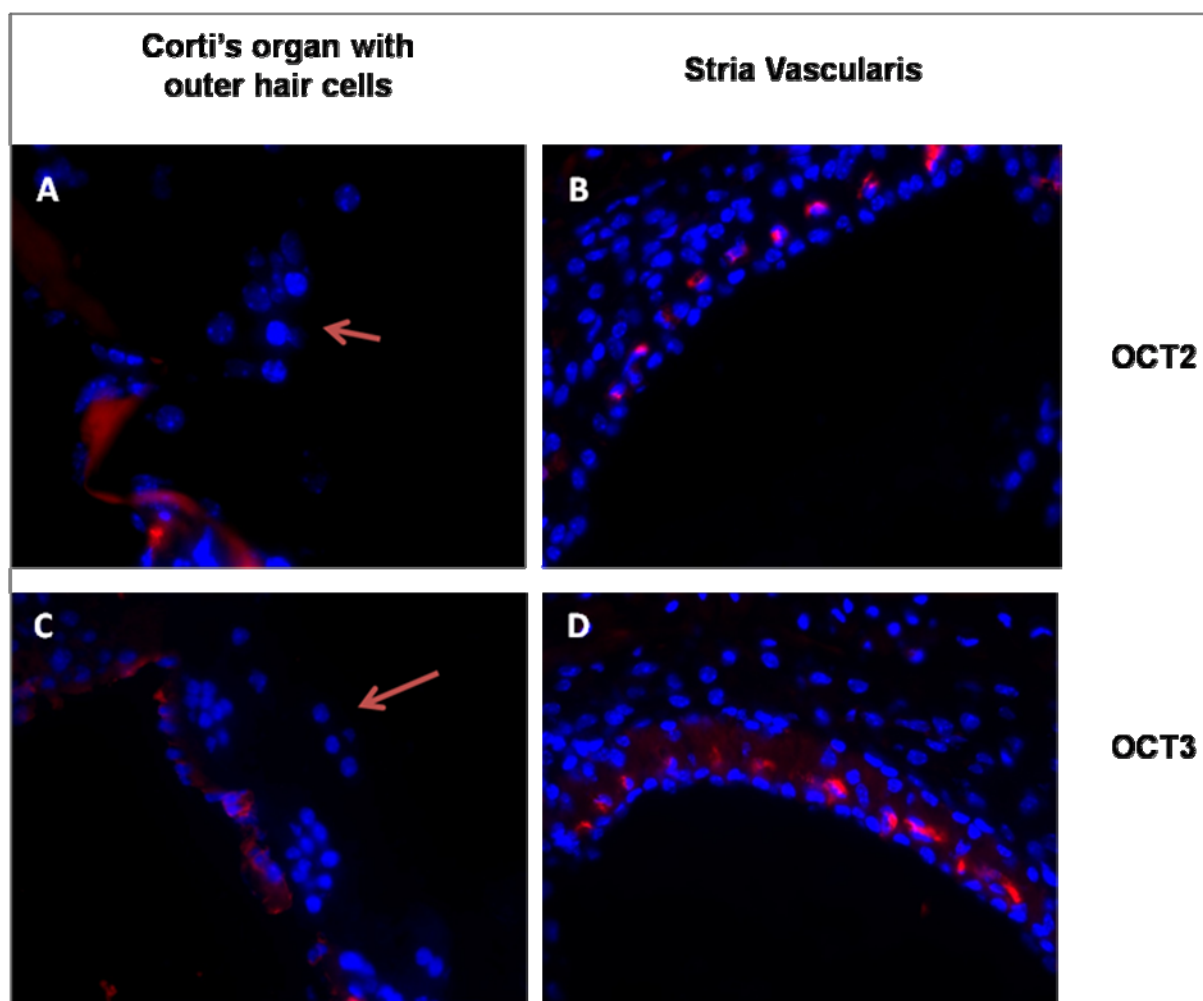 Corti's organ with
outer hair cells
Stria Vascularis
A
B
OCT2
C
D
OCT3